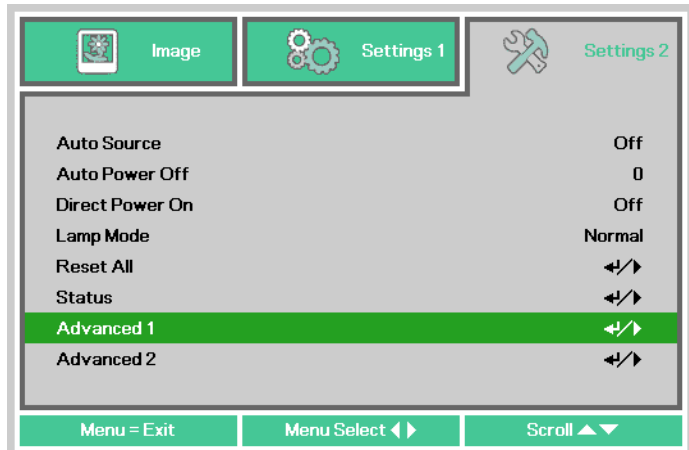 Image Settings 1 Settings 2
Auto Source Off
Auto Power Off 0
Direct Power On Off
Lamp Mode Normal
Reset All ↵/▶
Status ↵/▶
Advanced 1 ↵/▶
Advanced 2 ↵/▶
Menu = Exit Menu Select ◀▶ Scroll ▲▼